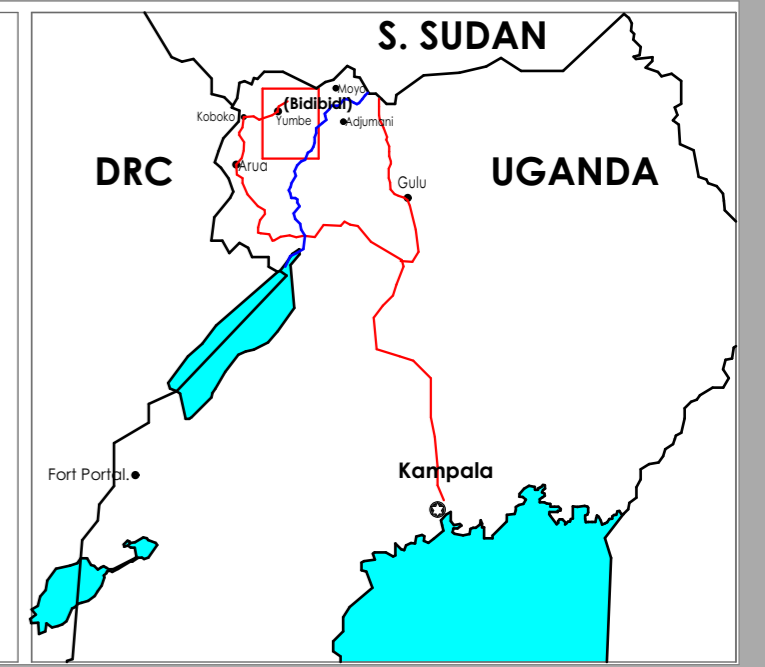 S. SUDAN
Moyo
(Bidibidi)
Koboko
Yumbe
Adjumani
DRC
Arua
UGANDA
Gulu
Kampala
Fort Portal.